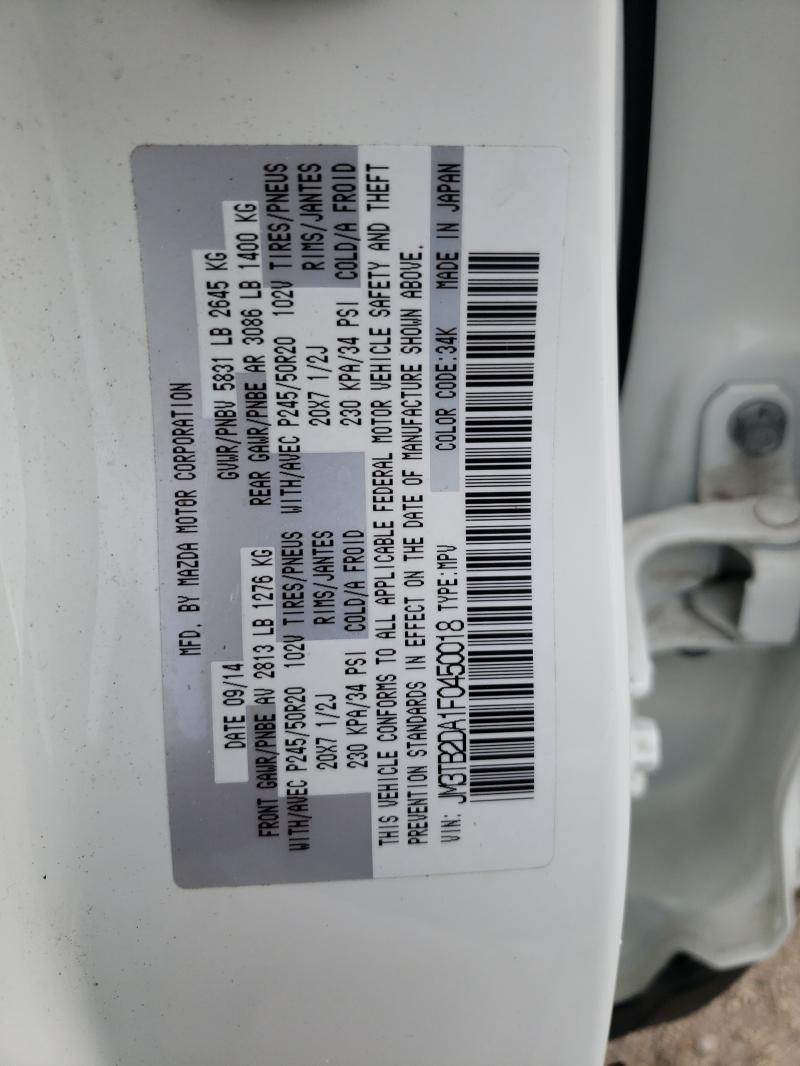 MFD. BY MAZDA MOTOR CORPORATION
DATE 09/14 GVWR/PNBV 5831 LB 2645 KG
FRONT GAWR/PNBE AV 2813 LB 1276 KG REAR GAWR/PNBE AR 3086 LB 1400 KG
WITH/AVEC P245/50R20 102V TIRES/PNEUS WITH/AVEC P245/50R20 102V TIRES/PNEUS
20X7 1/2J RIMS/JANTES 20X7 1/2J RIMS/JANTES
230 KPA/34 PSI COLD/A FROID 230 KPA/34 PSI COLD/A FROID
THIS VEHICLE CONFORMS TO ALL APPLICABLE FEDERAL MOTOR VEHICLE SAFETY AND THEFT
PREVENTION STANDARDS IN EFFECT ON THE DATE OF MANUFACTURE SHOWN ABOVE.
VIN: JM3TB2DA1F0450018 TYPE:MPV COLOR CODE:34K MADE IN JAPAN